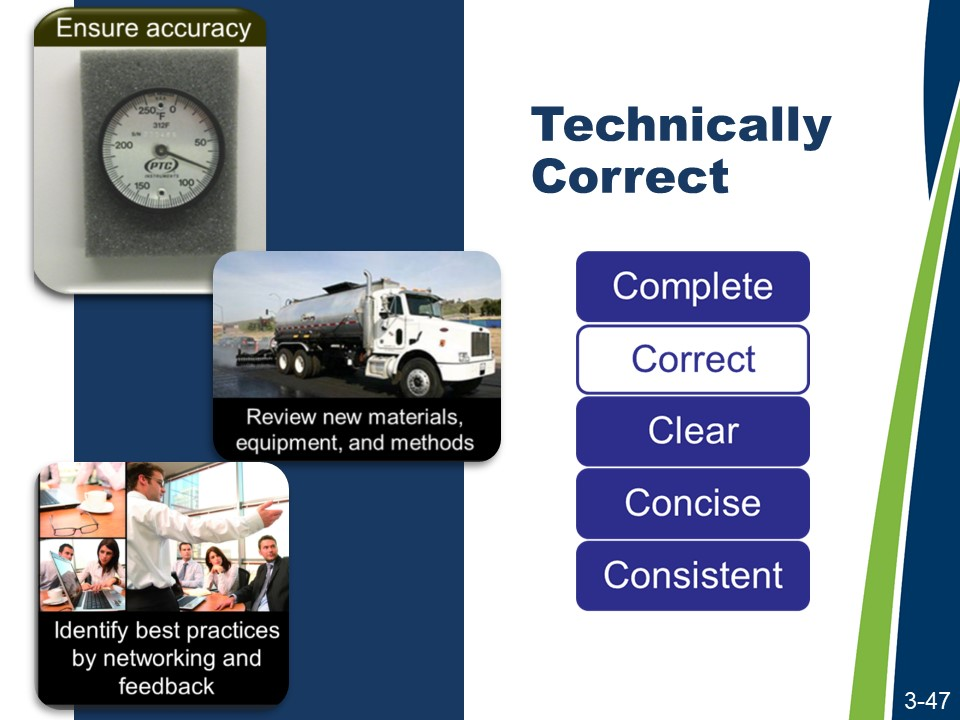 Ensure accuracy
250 °F 0
312F
200
50
PTC
INSTRUMENTS
150
100
Technically
Correct
Review new materials,
equipment, and methods
Complete
Correct
Clear
Concise
Consistent
Identify best practices
by networking and
feedback
3-47